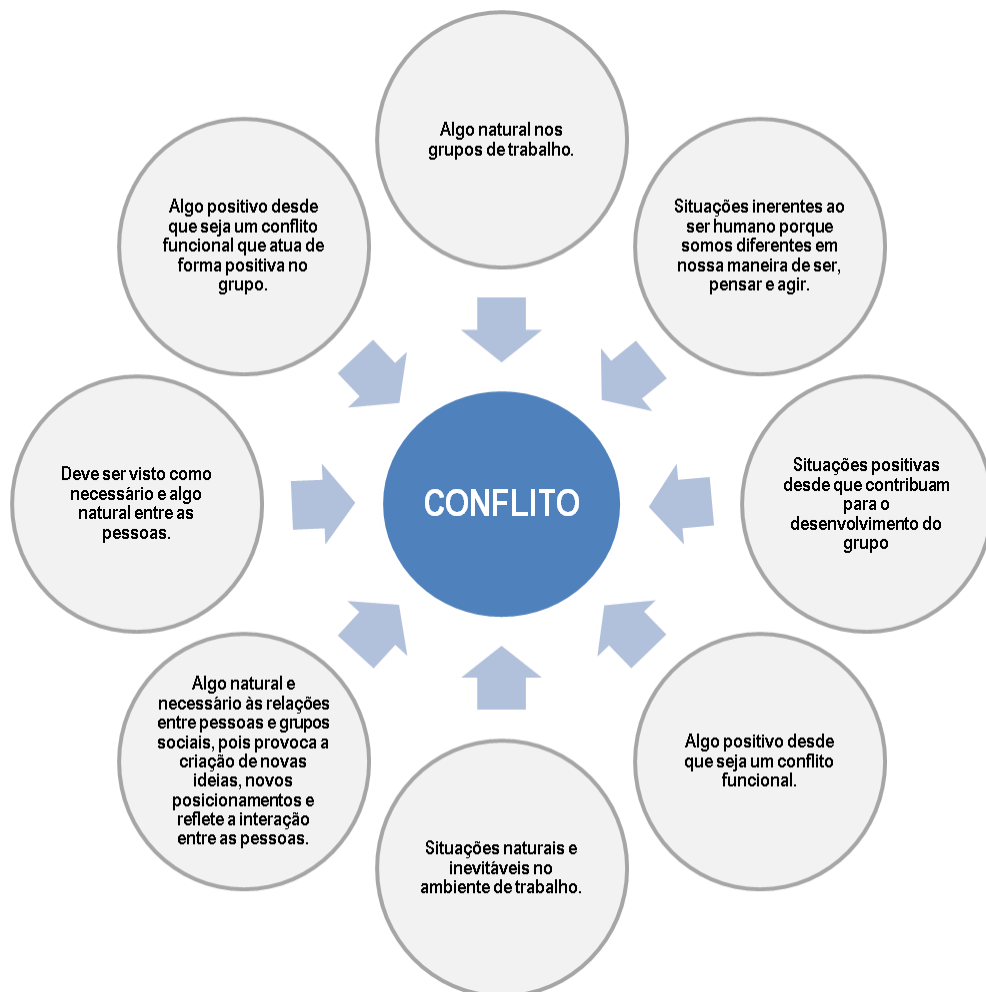 Algo natural nos
grupos de trabalho.
Situações inerentes ao
ser humano porque
somos diferentes em
nossa maneira de ser,
pensar e agir.
Situações positivas
desde que contribuam
para o
desenvolvimento do
grupo
Algo positivo desde
que seja um conflito
funcional.
Situações naturais e
inevitáveis no
ambiente de trabalho.
Algo natural e
necessário às relações
entre pessoas e grupos
sociais, pois provoca a
criação de novas
ideias, novos
posicionamentos e
reflete a interação
entre as pessoas.
Deve ser visto como
necessário e algo
natural entre as
pessoas.
Algo positivo desde
que seja um conflito
funcional que atua de
forma positiva no
grupo.
CONFLITO